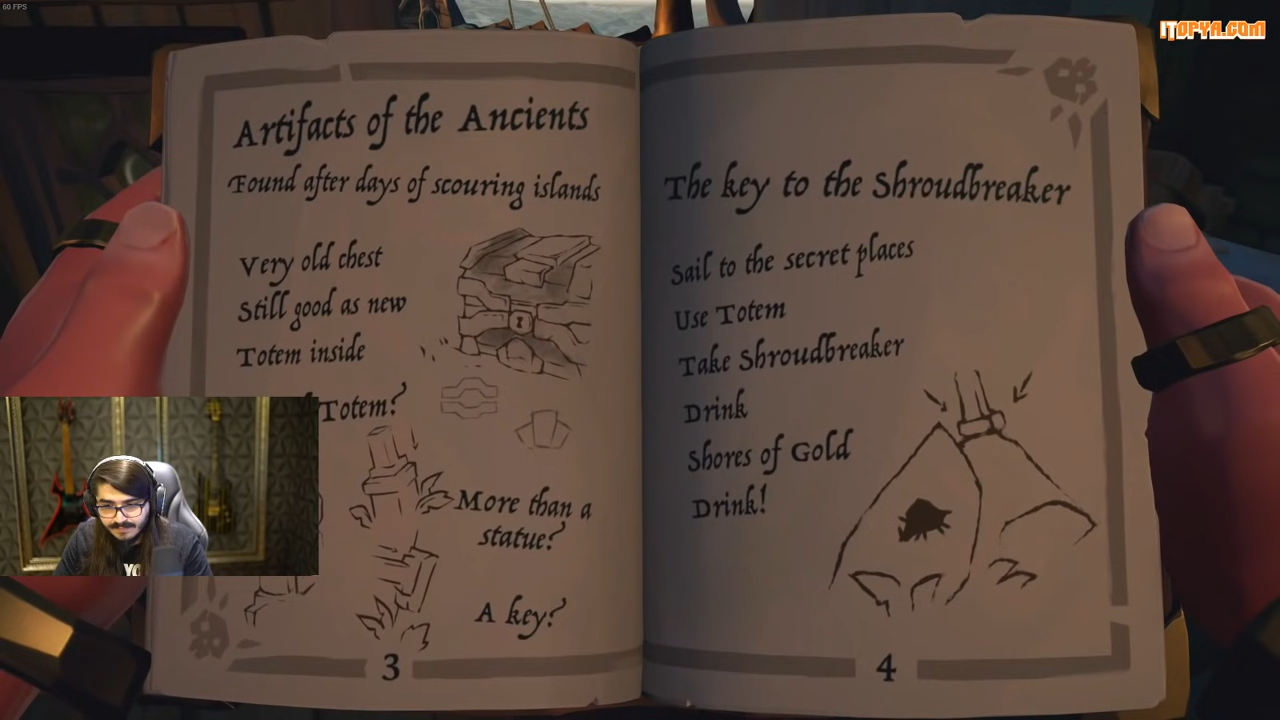 60 FPS
ITOPYA.COM
Artifacts of the Ancients
Found after days of scouring islands
Very old chest
Still good as new
Totem inside
Totem?
More than a
statue?
A key?
3
The key to the Shroudbreaker
Sail to the secret places
Use Totem
Take Shroudbreaker
Drink
Shores of Gold
Drink!
4
YO